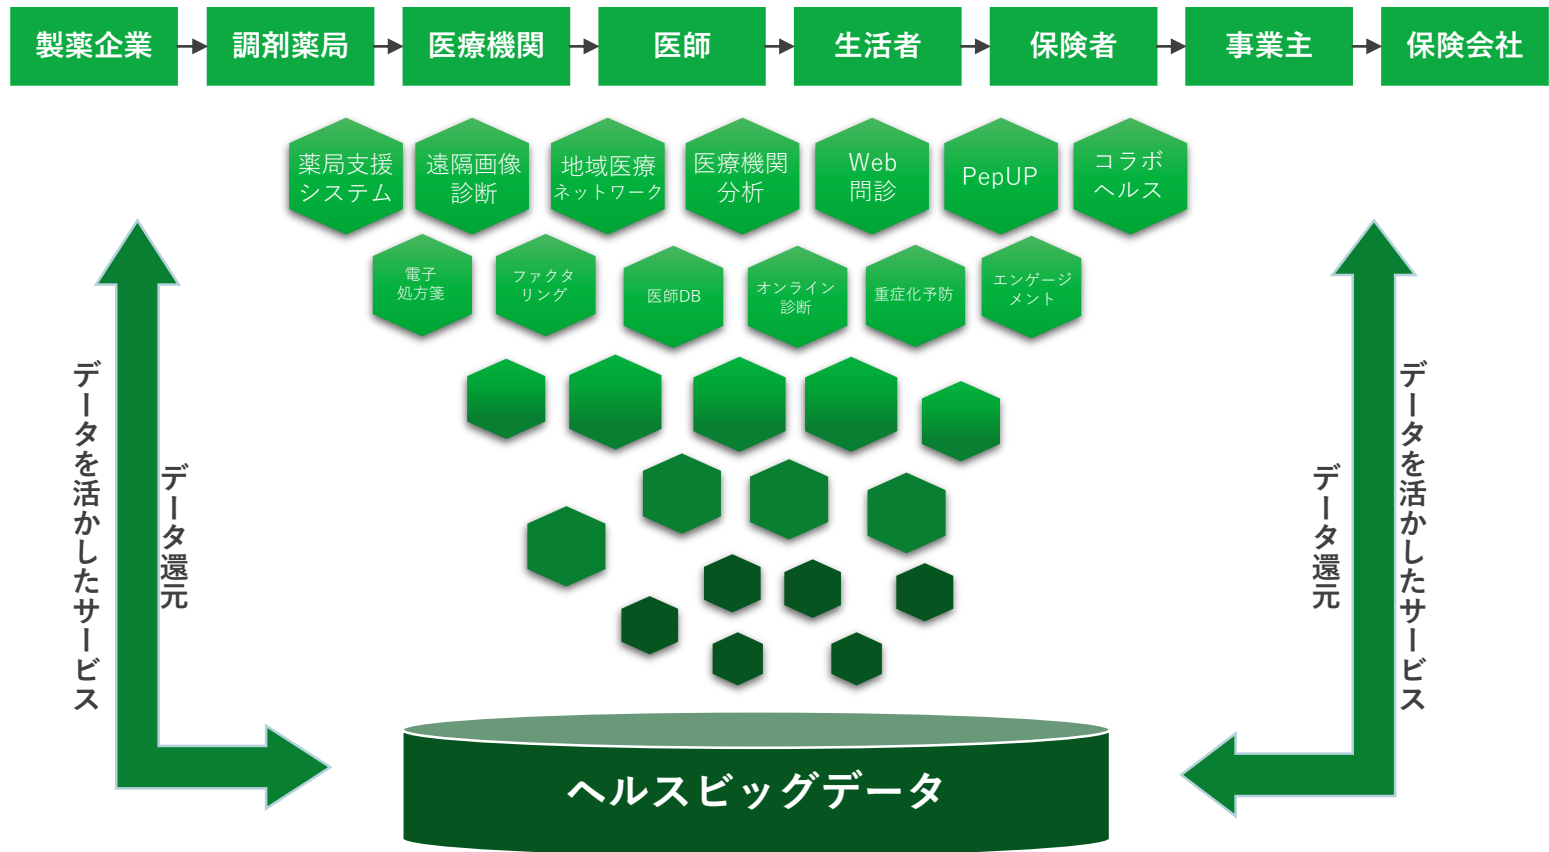 製薬企業
調剤薬局
医療機関
医師
生活者
保険者
事業主
保険会社
薬局支援
システム
遠隔画像
診断
地域医療
ネットワーク
医療機関
分析
Web
問診
PepUP
コラボ
ヘルス
電子
処方箋
ファクタ
リング
医師DB
オンライン
診断
重症化予防
エンゲージ
メント
データを活かしたサービス
データ還元
データ還元
データを活かしたサービス
ヘルスビッグデータ